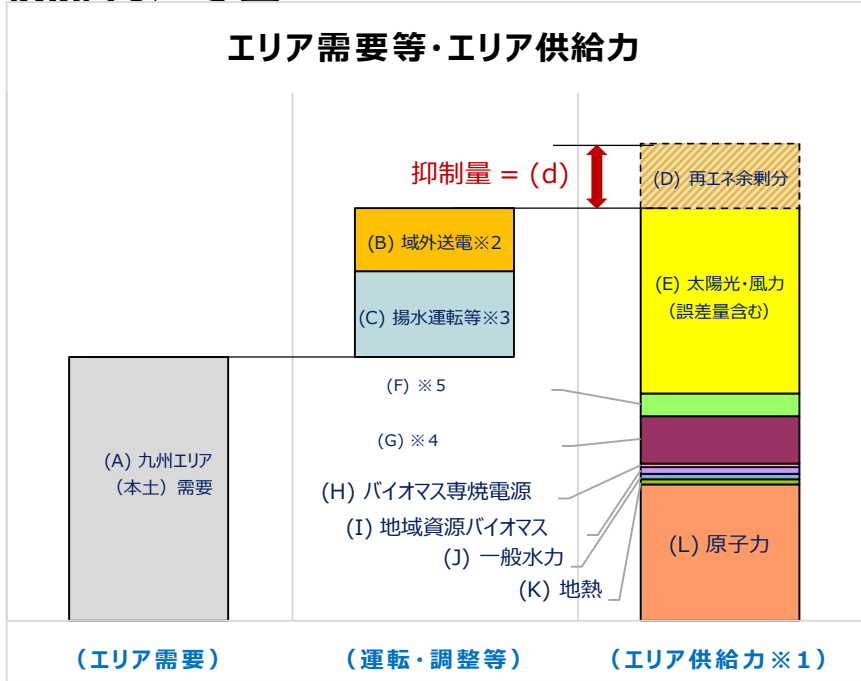 エリア需要等・エリア供給力
抑制量 = (d)
(D) 再エネ余剰分
(B) 域外送電※2
(C) 揚水運転等※3
(E) 太陽光・風力
（誤差量含む）
(F) ※5
(G) ※4
(A) 九州エリア
（本土）需要
(H) バイオマス専焼電源
(I) 地域資源バイオマス
(J) 一般水力
(K) 地熱
(L) 原子力
（エリア需要）
（運転・調整等）
（エリア供給力※1）